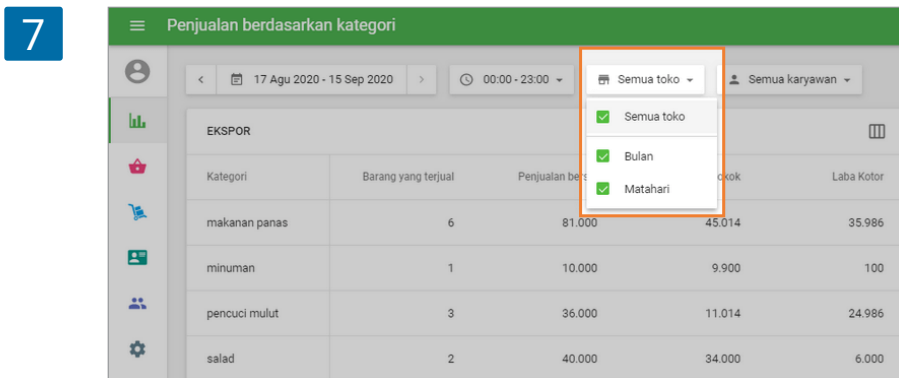 7
Penjualan berdasarkan kategori
17 Agu 2020 - 15 Sep 2020
00:00 - 23:00
Semua toko
Semua karyawan
EKSPOR
Semua toko
Bulan
Matahari
Kategori Barang yang terjual Penjualan Laba Kotor
makanan panas 6 81.000 45.014 35.986
minuman 1 10.000 9.900 100
pencuci mulut 3 36.000 11.014 24.986
salad 2 40.000 34.000 6.000